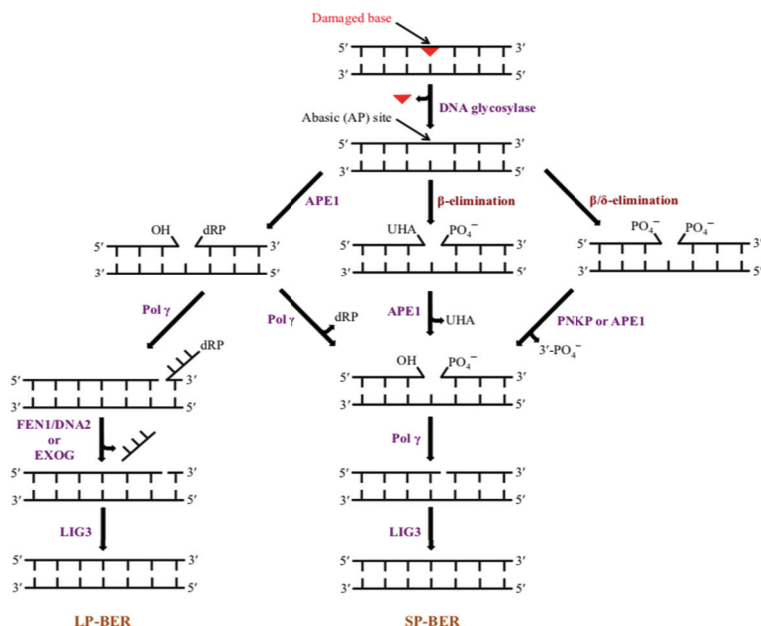 Damaged base
5′ 3′
3′ 5′
DNA glycosylase
Abasic (AP) site
5′ 3′
3′ 5′
APE1 β-elimination β/δ-elimination
OH dRP UHA PO₄⁻ PO₄⁻ PO₄⁻
5′ 3′ 5′ 3′ 5′ 3′
3′ 5′ 3′ 5′ 3′ 5′
Pol γ Pol γ dRP APE1 UHA PNKP or APE1
3′-PO₄⁻
dRP
OH PO₄⁻
5′ 3′ 5′ 3′
3′ 5′ 3′ 5′
FEN1/DNA2
or
EXOG
Pol γ
5′ 3′ 5′ 3′
3′ 5′ 3′ 5′
LIG3 LIG3
5′ 3′ 5′ 3′
3′ 5′ 3′ 5′
LP-BER SP-BER